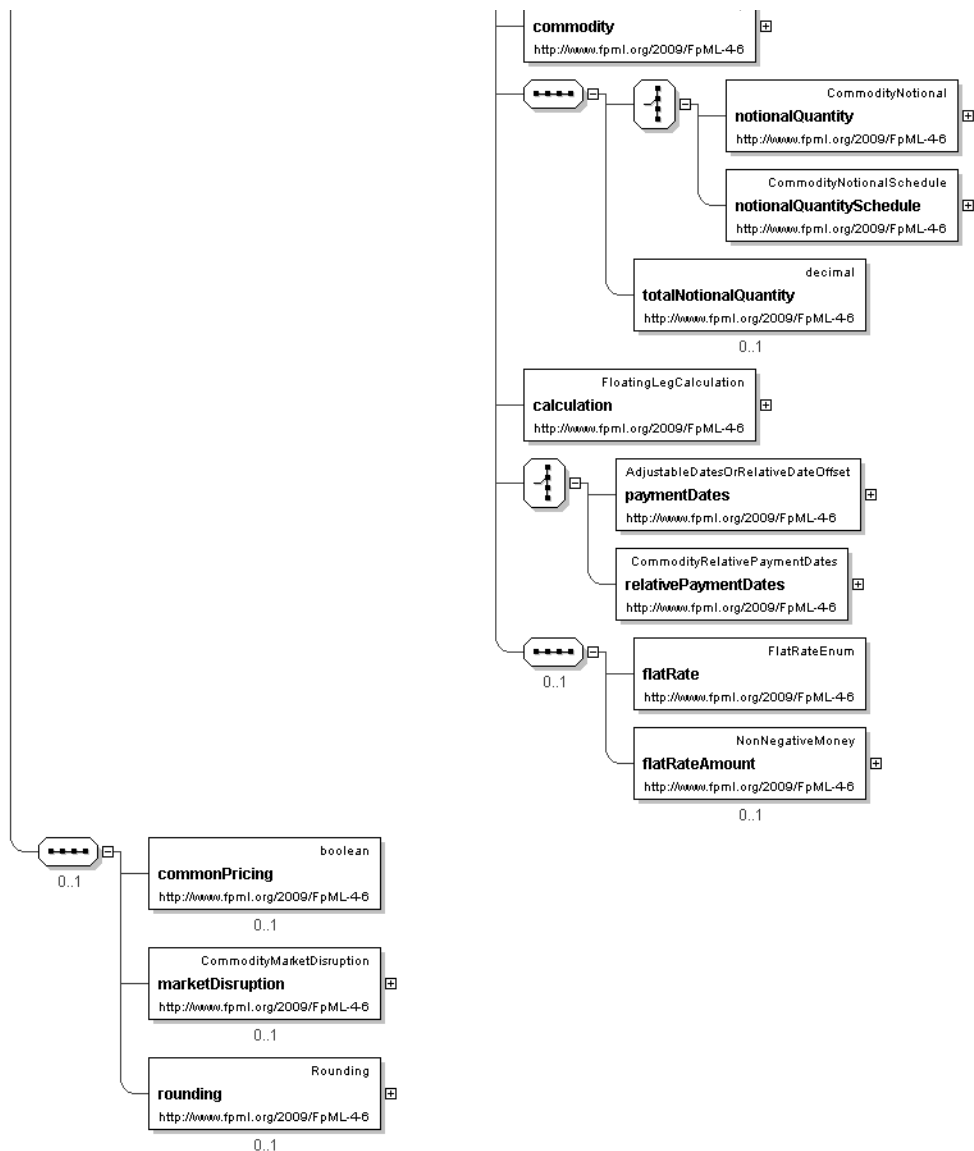 commodity
http://www.fpml.org/2009/FpML-4-6
CommodityNotional
notionalQuantity
http://www.fpml.org/2009/FpML-4-6
CommodityNotionalSchedule
notionalQuantitySchedule
http://www.fpml.org/2009/FpML-4-6
decimal
totalNotionalQuantity
http://www.fpml.org/2009/FpML-4-6
0..1
FloatingLegCalculation
calculation
http://www.fpml.org/2009/FpML-4-6
AdjustableDatesOrRelativeDateOffset
paymentDates
http://www.fpml.org/2009/FpML-4-6
CommodityRelativePaymentDates
relativePaymentDates
http://www.fpml.org/2009/FpML-4-6
0..1
FlatRateEnum
flatRate
http://www.fpml.org/2009/FpML-4-6
NonNegativeMoney
flatRateAmount
http://www.fpml.org/2009/FpML-4-6
0..1
0..1
boolean
commonPricing
http://www.fpml.org/2009/FpML-4-6
0..1
CommodityMarketDisruption
marketDisruption
http://www.fpml.org/2009/FpML-4-6
0..1
Rounding
rounding
http://www.fpml.org/2009/FpML-4-6
0..1